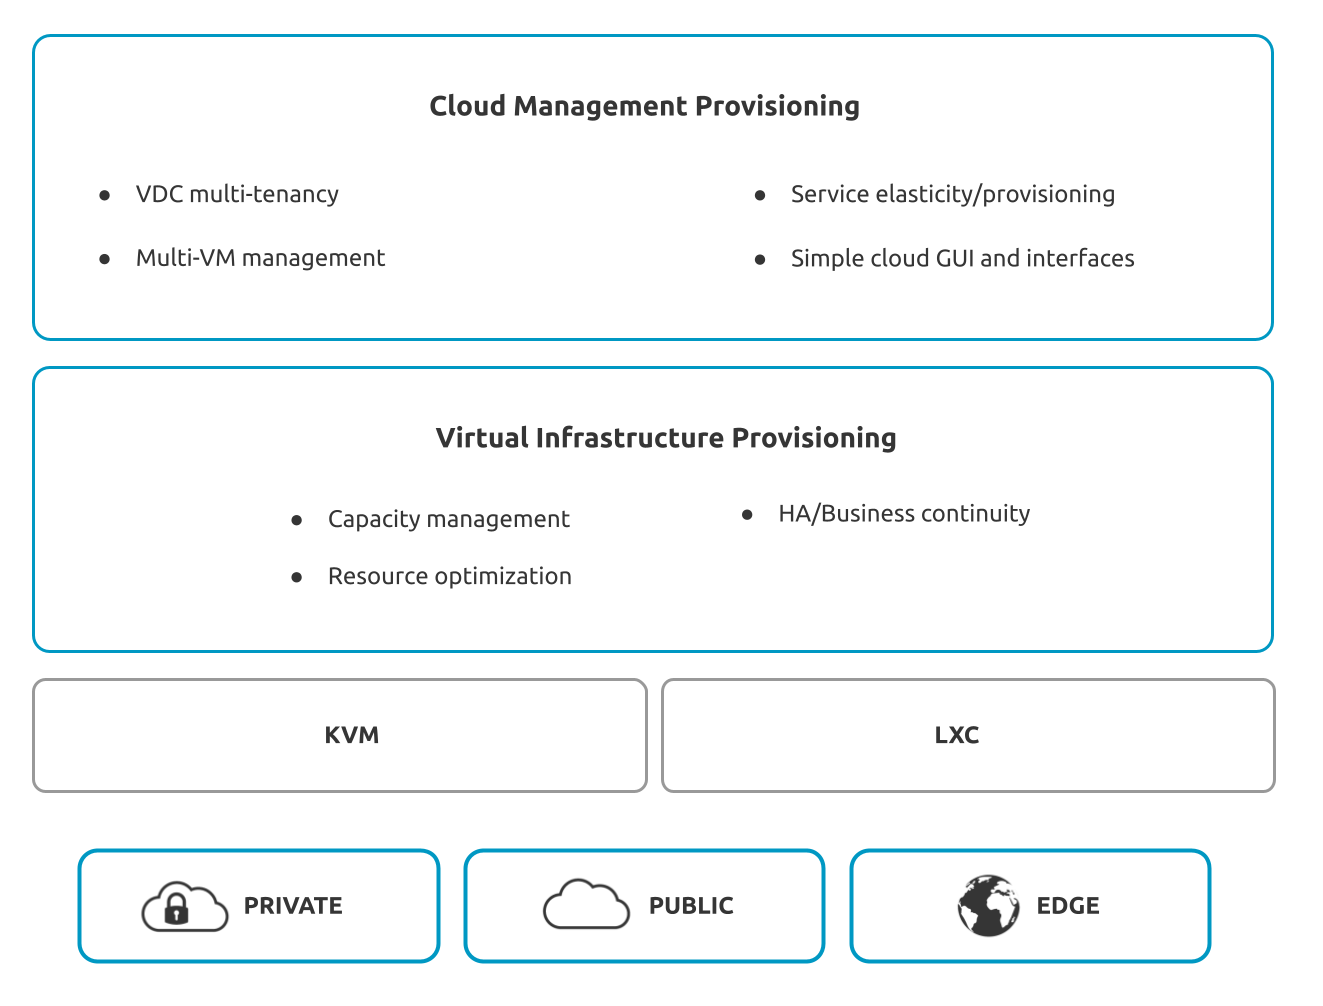 Cloud Management Provisioning
● VDC multi-tenancy
● Multi-VM management
● Service elasticity/provisioning
● Simple cloud GUI and interfaces
Virtual Infrastructure Provisioning
● Capacity management
● Resource optimization
● HA/Business continuity
KVM
LXC
PRIVATE
PUBLIC
EDGE